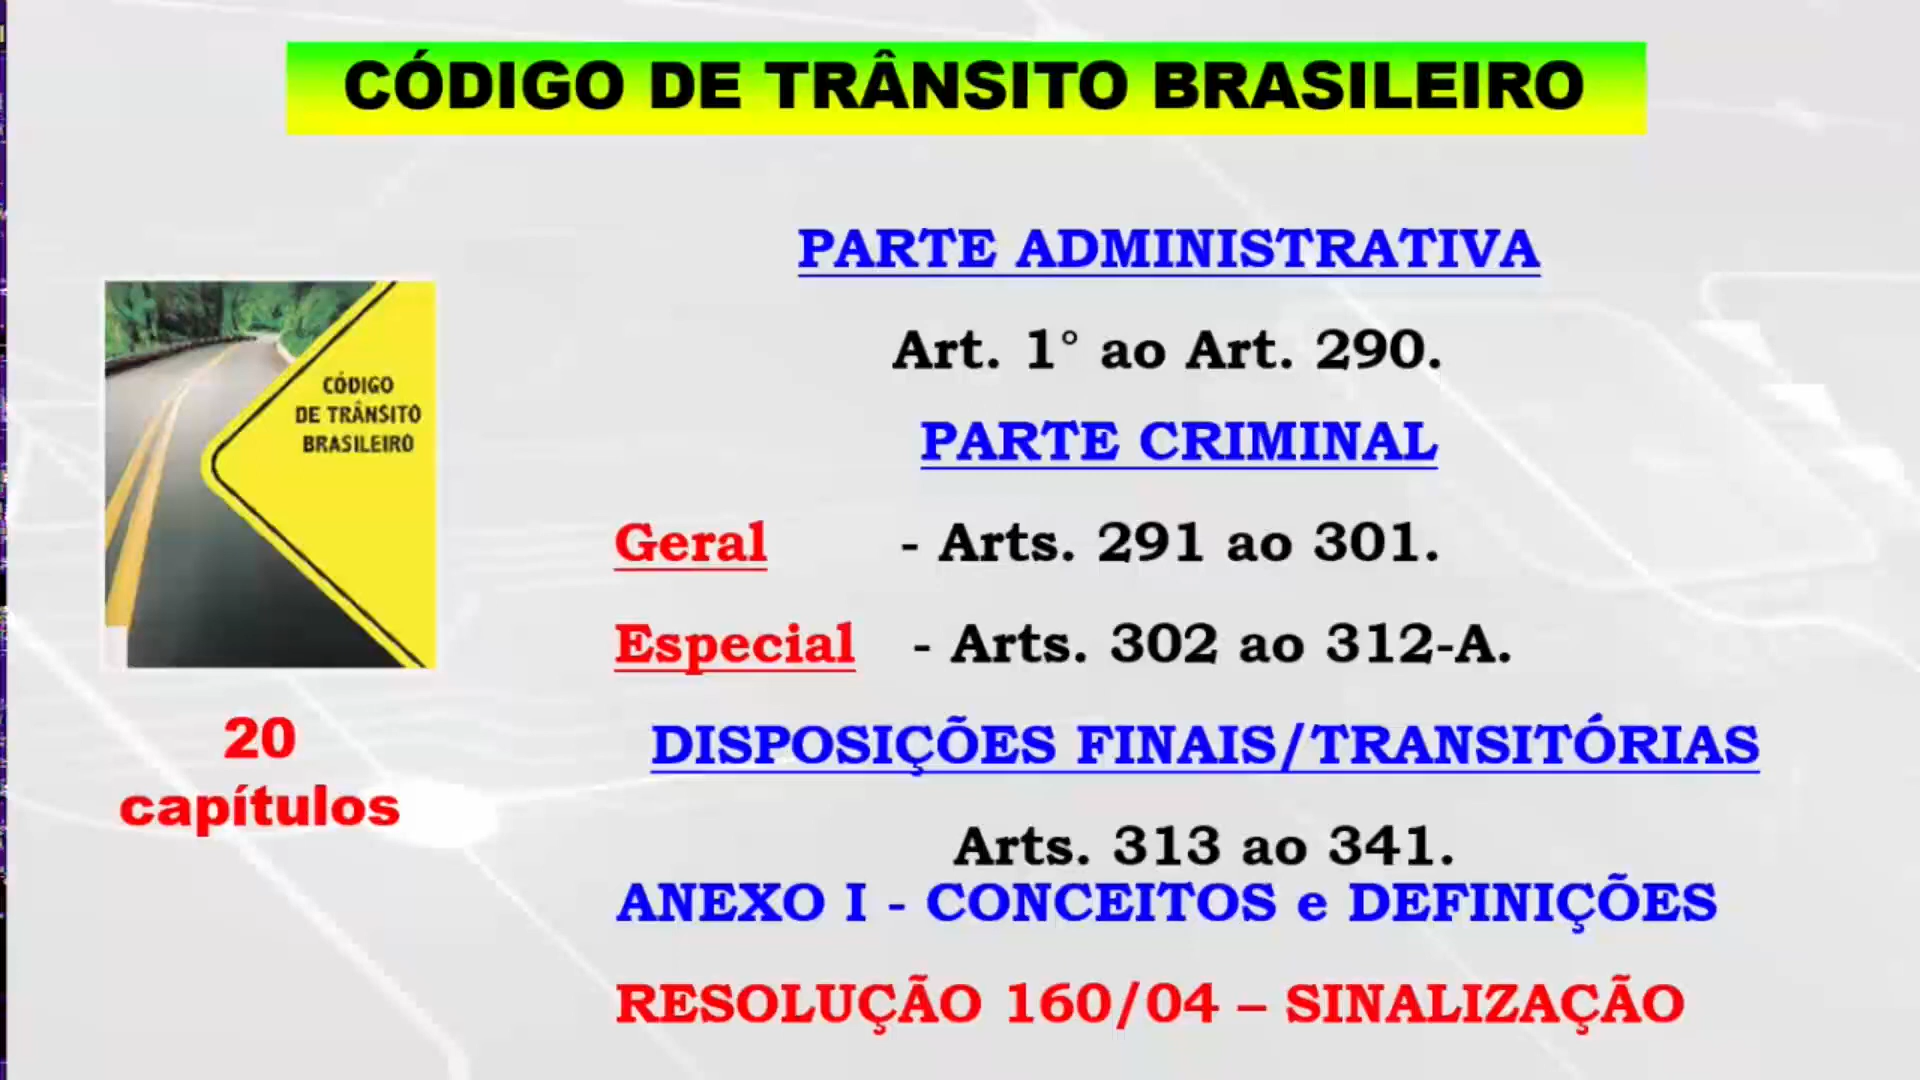 CÓDIGO DE TRÂNSITO BRASILEIRO
PARTE ADMINISTRATIVA
Art. 1° ao Art. 290.
PARTE CRIMINAL
Geral - Arts. 291 ao 301.
Especial - Arts. 302 ao 312-A.
DISPOSIÇÕES FINAIS/TRANSITÓRIAS
Arts. 313 ao 341.
ANEXO I - CONCEITOS e DEFINIÇÕES
RESOLUÇÃO 160/04 – SINALIZAÇÃO
CÓDIGO
DE TRÂNSITO
BRASILEIRO
20
capítulos